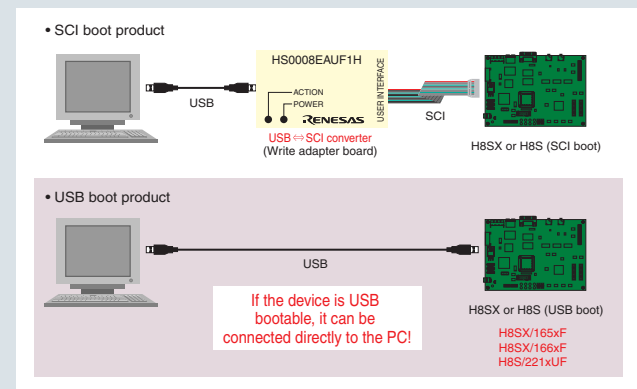 • SCI boot product
HS0008EAUF1H
USER INTERFACE
ACTION
POWER
RENESAS
USB
SCI
USB⇔SCI converter
(Write adapter board)
H8SX or H8S (SCI boot)
• USB boot product
USB
If the device is USB
bootable, it can be
connected directly to the PC!
H8SX or H8S (USB boot)
H8SX/165xF
H8SX/166xF
H8S/221xUF